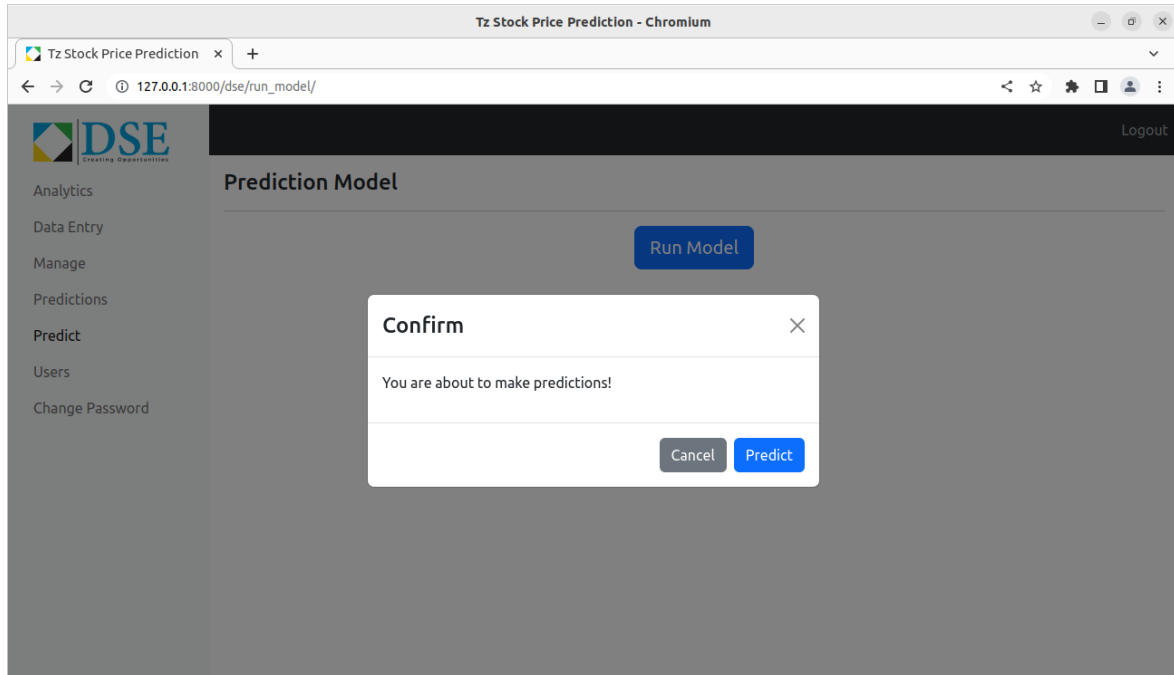 Tz Stock Price Prediction - Chromium
Tz Stock Price Prediction
127.0.0.1:8000/dse/run_model/
DSE
Creating Opportunities
Logout
Analytics
Data Entry
Manage
Predictions
Predict
Users
Change Password
Prediction Model
Run Model
Confirm
You are about to make predictions!
Cancel
Predict